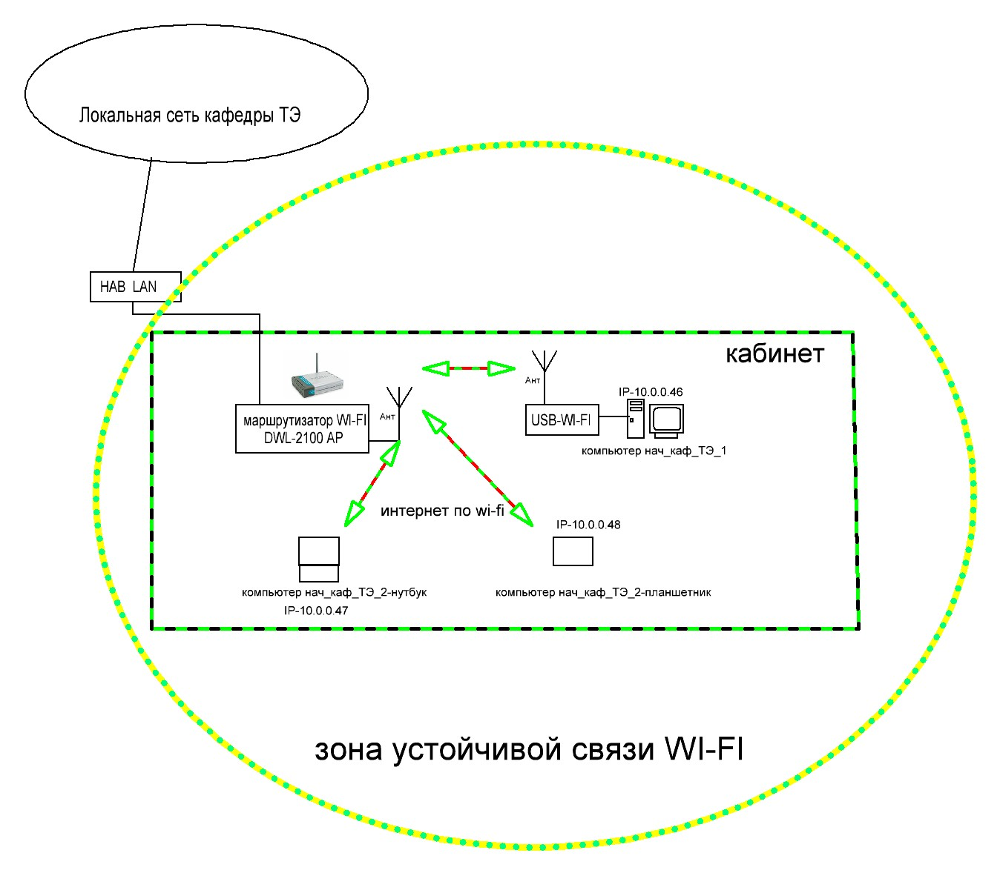 Локальная сеть кафедры ТЭ
НАВ LAN
кабинет
Ант
IP-10.0.0.46
маршрутизатор WI-FI
DWL-2100 AP
Ант
USB-WI-FI
компьютер нач_каф_ТЭ_1
интернет по wi-fi
IP-10.0.0.48
компьютер нач_каф_ТЭ_2-нутбук
IP-10.0.0.47
компьютер нач_каф_ТЭ_2-планшетник
зона устойчивой связи WI-FI